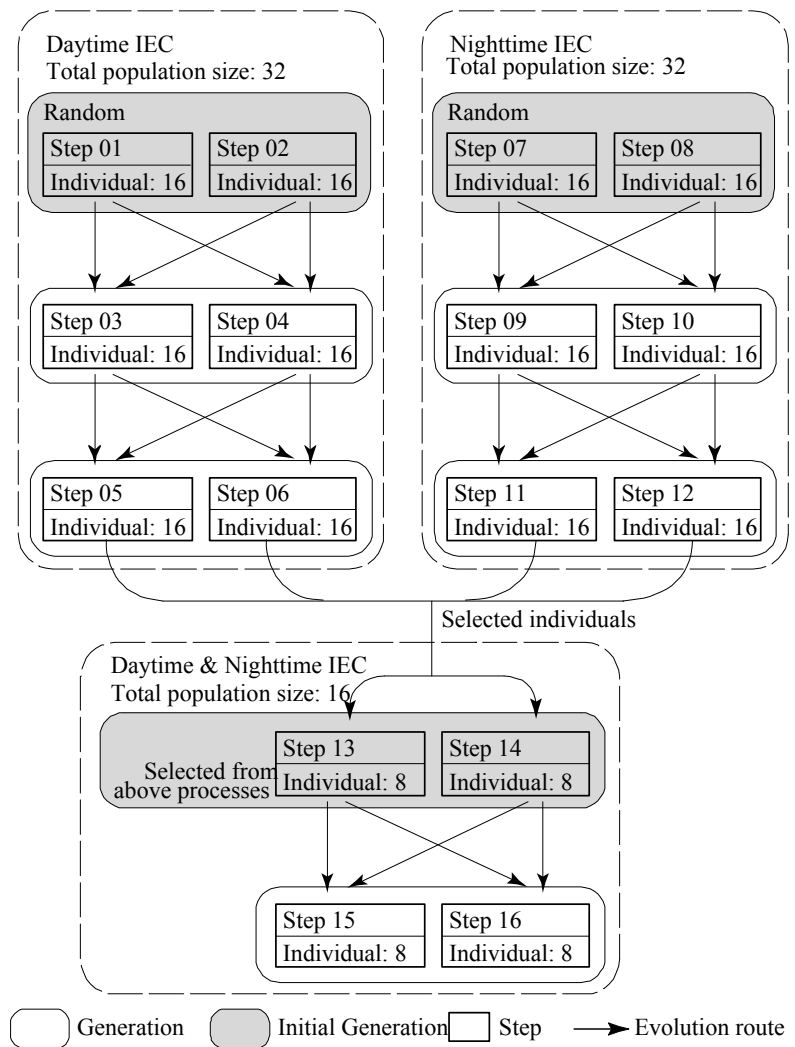 Daytime IEC
Total population size: 32
Random
Step 01
Individual: 16
Step 02
Individual: 16
Step 03
Individual: 16
Step 04
Individual: 16
Step 05
Individual: 16
Step 06
Individual: 16
Nighttime IEC
Total population size: 32
Random
Step 07
Individual: 16
Step 08
Individual: 16
Step 09
Individual: 16
Step 10
Individual: 16
Step 11
Individual: 16
Step 12
Individual: 16
Selected individuals
Daytime & Nighttime IEC
Total population size: 16
Selected from
above processes
Step 13
Individual: 8
Step 14
Individual: 8
Step 15
Individual: 8
Step 16
Individual: 8
Generation
Initial Generation
Step
Evolution route